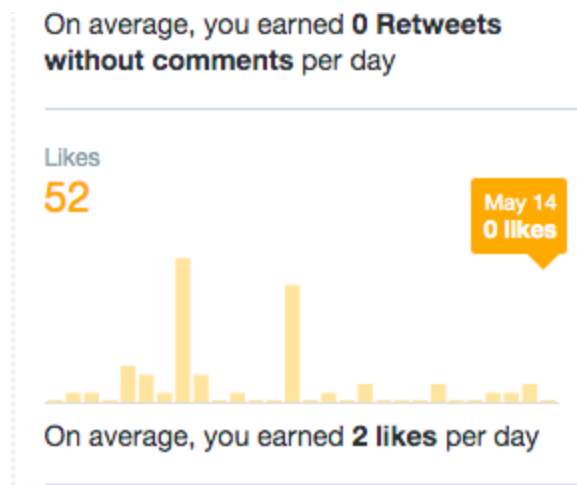 On average, you earned 0 Retweets
without comments per day
Likes
52
May 14
0 likes
On average, you earned 2 likes per day